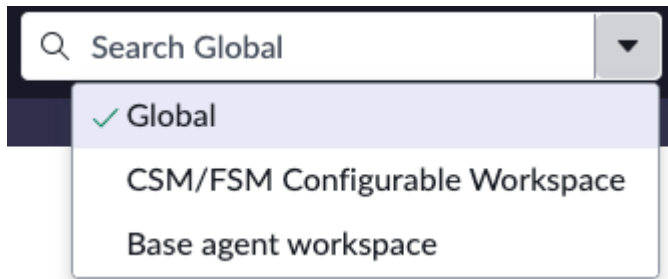 Search Global
Global
CSM/FSM Configurable Workspace
Base agent workspace